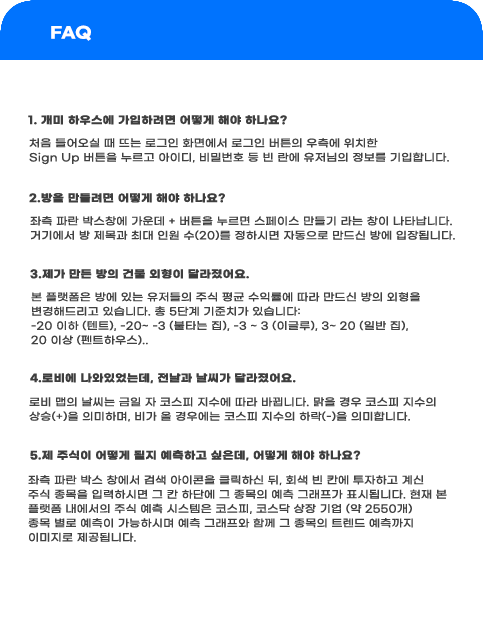 FAQ
1. 개미 하우스에 가입하려면 어떻게 해야 하나요?
처음 들어오실 때 뜨는 로그인 화면에서 로그인 버튼의 우측에 위치한
Sign Up 버튼을 누르고 아이디, 비밀번호 등 빈 란에 유저님의 정보를 기입합니다.
2.방을 만들려면 어떻게 해야 하나요?
좌측 파란 박스창에 가운데 + 버튼을 누르면 스페이스 만들기 라는 창이 나타납니다.
거기에서 방 제목과 최대 인원 수(20)를 정하시면 자동으로 만드신 방에 입장됩니다.
3.제가 만든 방의 건물 외형이 달라졌어요.
본 플랫폼은 방에 있는 유저들의 주식 평균 수익률에 따라 만드신 방의 외형을
변경해드리고 있습니다. 총 5단계 기준치가 있습니다:
-20 이하 (텐트), -20~ -3 (불타는 집), -3 ~ 3 (이글루), 3~ 20 (일반 집),
20 이상 (펜트하우스)..
4.로비에 나와있었는데, 전날과 날씨가 달라졌어요.
로비 맵의 날씨는 금일 자 코스피 지수에 따라 바뀝니다. 맑을 경우 코스피 지수의
상승(+)을 의미하며, 비가 올 경우에는 코스피 지수의 하락(-)을 의미합니다.
5.제 주식이 어떻게 될지 예측하고 싶은데, 어떻게 해야 하나요?
좌측 파란 박스 창에서 검색 아이콘을 클릭하신 뒤, 회색 빈 칸에 투자하고 계신
주식 종목을 입력하시면 그 칸 하단에 그 종목의 예측 그래프가 표시됩니다. 현재 본
플랫폼 내에서의 주식 예측 시스템은 코스피, 코스닥 상장 기업 (약 2550개)
종목 별로 예측이 가능하시며 예측 그래프와 함께 그 종목의 트렌드 예측까지
이미지로 제공됩니다.